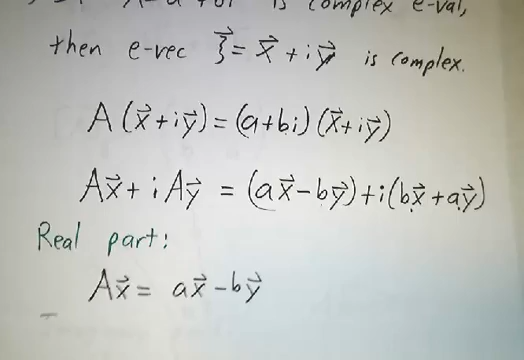 is complex e-val,
then e-vec ξ⃗ = x⃗ + iy⃗ is complex.
A(x⃗+iy⃗) = (a+bi)(x⃗+iy⃗)
Ax⃗ + iAy⃗ = (ax⃗ - by⃗) + i(bx⃗ + ay⃗)
Real part:
Ax⃗ = ax⃗ - by⃗